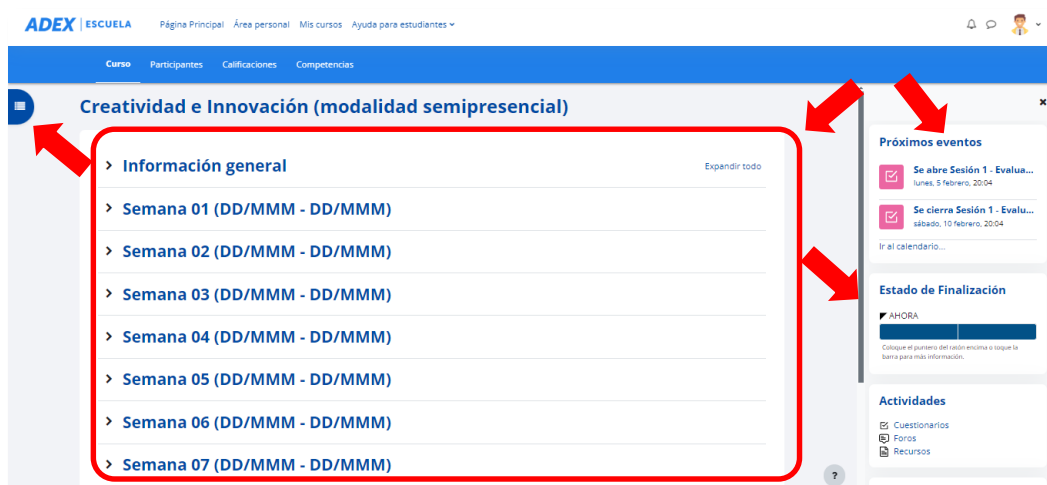 ADEX | ESCUELA
Página Principal Área personal Mis cursos Ayuda para estudiantes
Curso Participantes Calificaciones Competencias
Creatividad e Innovación (modalidad semipresencial)
Información general
Expandir todo
Semana 01 (DD/MMM - DD/MMM)
Semana 02 (DD/MMM - DD/MMM)
Semana 03 (DD/MMM - DD/MMM)
Semana 04 (DD/MMM - DD/MMM)
Semana 05 (DD/MMM - DD/MMM)
Semana 06 (DD/MMM - DD/MMM)
Semana 07 (DD/MMM - DD/MMM)
?
Próximos eventos
Se abre Sesión 1 - Evalua...
lunes, 5 febrero, 20:04
Se cierra Sesión 1 - Evalu...
sábado, 10 febrero, 20:04
Ir al calendario...
Estado de Finalización
AHORA
Coloque el puntero del ratón encima o toque la
barra para más información.
Actividades
Cuestionarios
Foros
Recursos